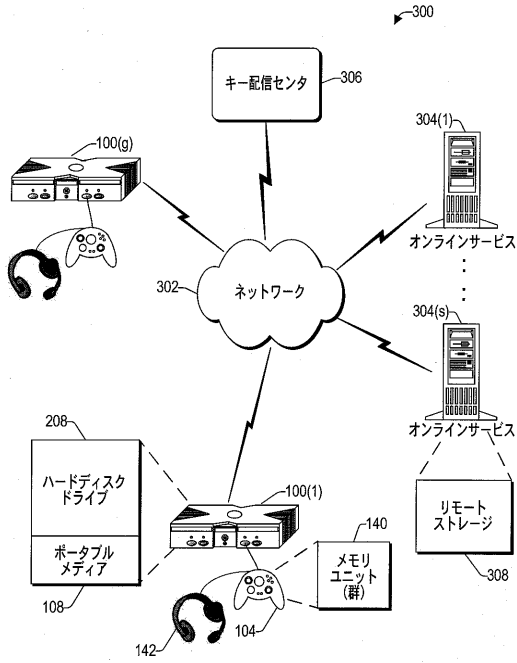 300
キー配信センタ
306
304(1)
100(g)
オンラインサービス
302
ネットワーク
304(s)
オンラインサービス
208
ハードディスク
ドライブ
100(1)
リモート
ストレージ
140
ポータブル
メディア
メモリ
ユニット
(群)
308
108
142
104